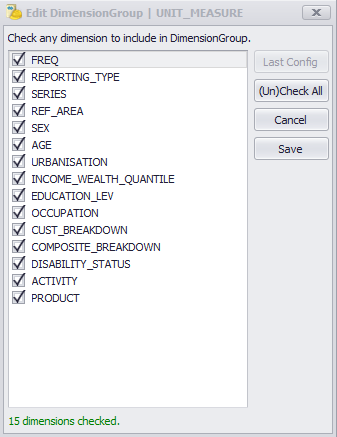 Edit DimensionGroup | UNIT_MEASURE
Check any dimension to include in DimensionGroup.
FREQ
REPORTING_TYPE
SERIES
REF_AREA
SEX
AGE
URBANISATION
INCOME_WEALTH_QUANTILE
EDUCATION_LEV
OCCUPATION
CUST_BREAKDOWN
COMPOSITE_BREAKDOWN
DISABILITY_STATUS
ACTIVITY
PRODUCT
Last Config
(Un)Check All
Cancel
Save
15 dimensions checked.